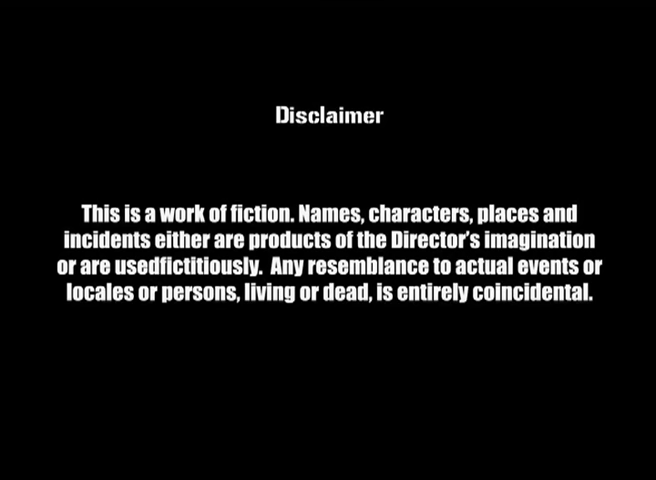 Disclaimer
This is a work of fiction. Names, characters, places and
incidents either are products of the Director's imagination
or are usedfictitiously. Any resemblance to actual events or
locales or persons, living or dead, is entirely coincidental.